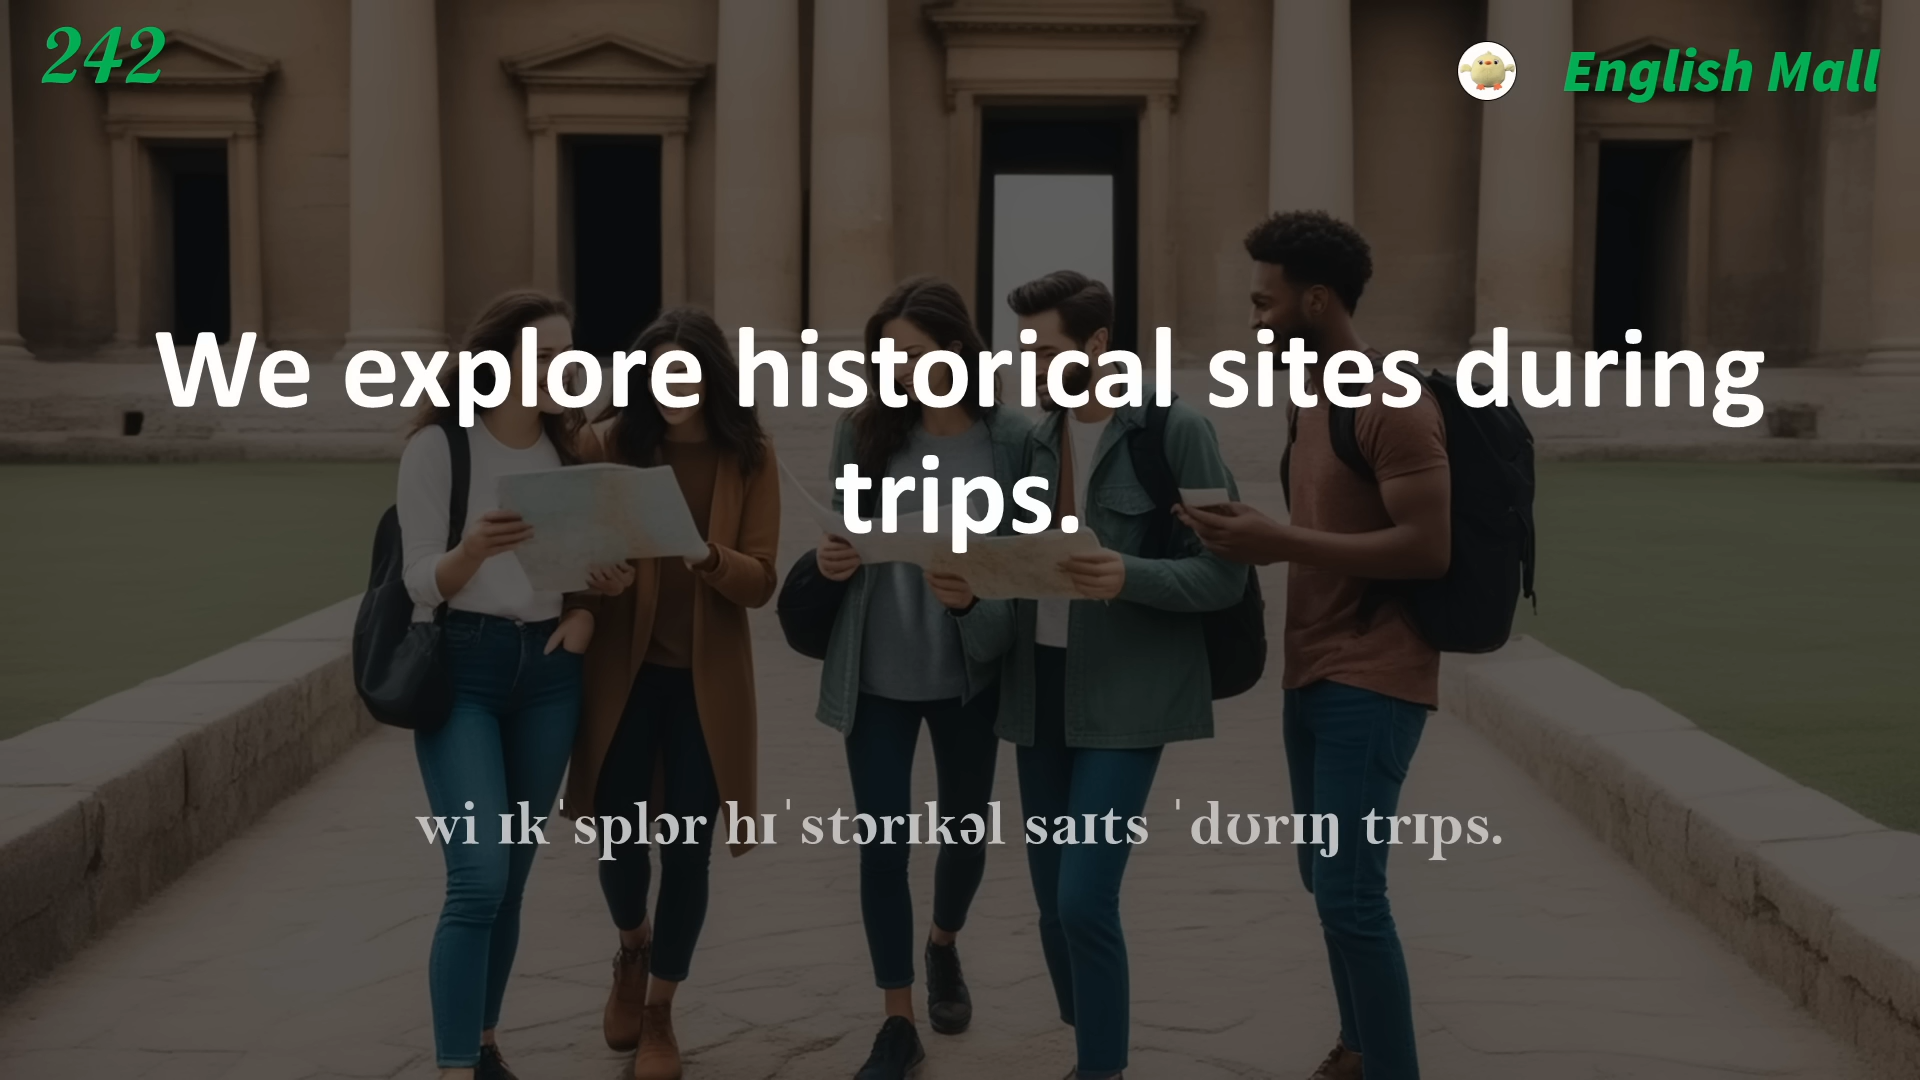 242
English Mall
We explore historical sites during
trips.
wi ɪkˈsplɔr hɪˈstɔrɪkəl saɪts ˈdʊrɪŋ trɪps.